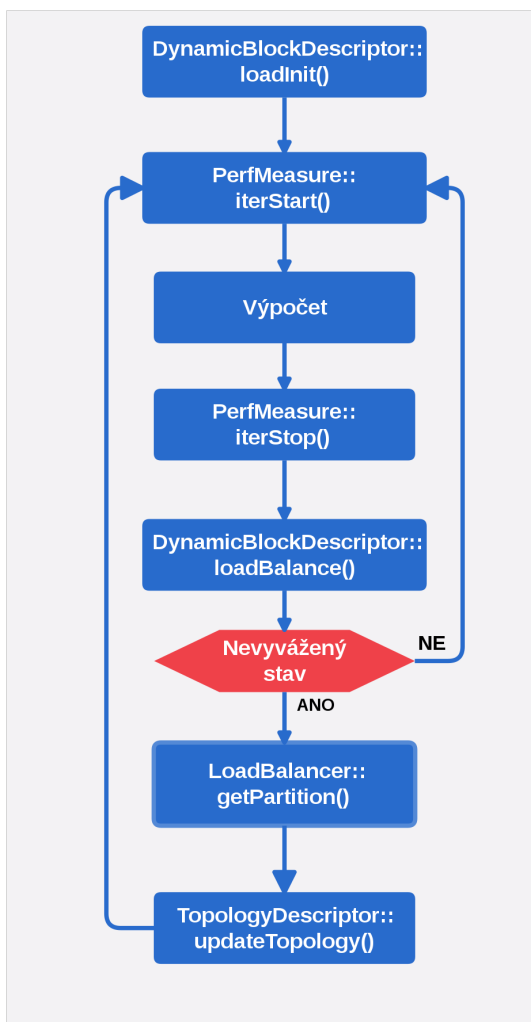 DynamicBlockDescriptor::
loadInit()
PerfMeasure::
iterStart()
Výpočet
PerfMeasure::
iterStop()
DynamicBlockDescriptor::
loadBalance()
Nevyvážený
stav
NE
ANO
LoadBalancer::
getPartition()
TopologyDescriptor::
updateTopology()